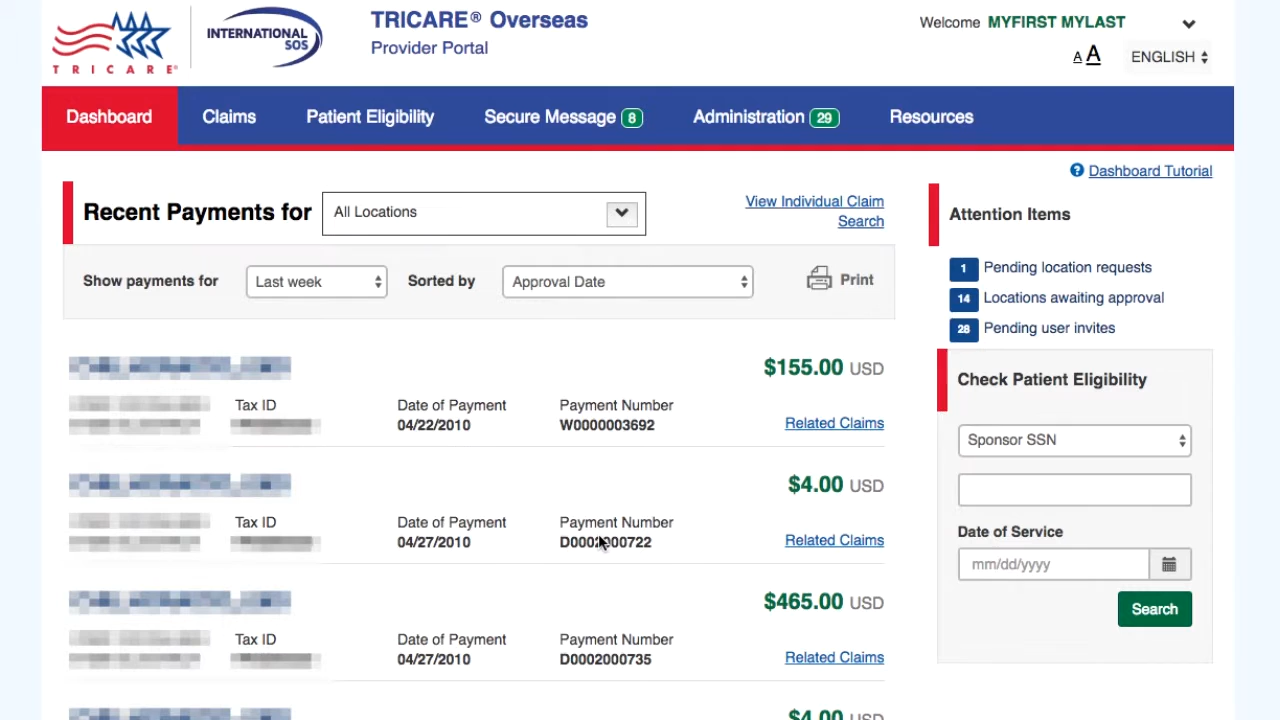 TRICARE®
INTERNATIONAL
SOS
TRICARE® Overseas
Provider Portal
Welcome MYFIRST MYLAST
A A
ENGLISH
Dashboard Claims Patient Eligibility Secure Message 8 Administration 29 Resources
Dashboard Tutorial
Recent Payments for All Locations
View Individual Claim
Search
Show payments for Last week Sorted by Approval Date Print
$155.00 USD
Tax ID Date of Payment Payment Number
04/22/2010 W0000003692 Related Claims
$4.00 USD
Tax ID Date of Payment Payment Number
04/27/2010 Related Claims
$465.00 USD
Tax ID Date of Payment Payment Number
04/27/2010 D0002000735 Related Claims
$4.00 USD
Attention Items
1 Pending location requests
14 Locations awaiting approval
28 Pending user invites
Check Patient Eligibility
Sponsor SSN
Date of Service
mm/dd/yyyy
Search